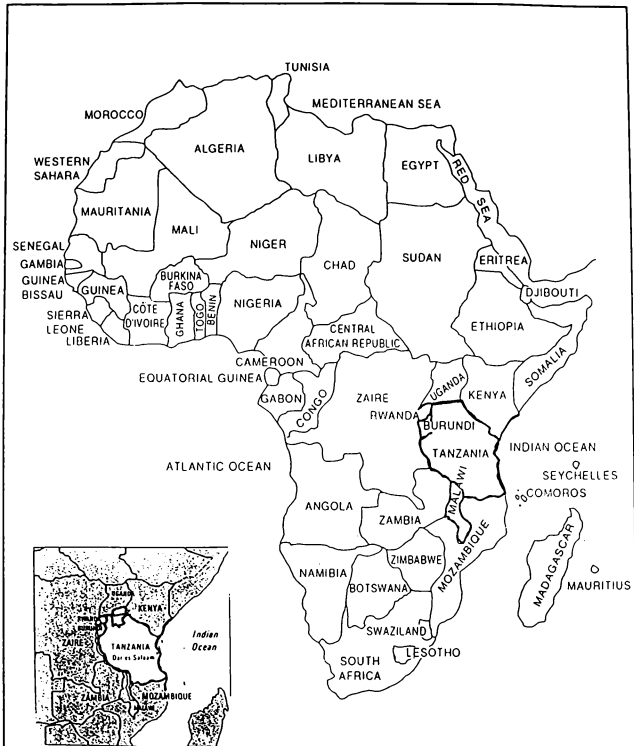 TUNISIA
MEDITERRANEAN SEA
MOROCCO
ALGERIA
LIBYA
EGYPT
WESTERN
SAHARA
RED SEA
MAURITANIA
MALI
NIGER
CHAD
SUDAN
ERITREA
SENEGAL
GAMBIA
GUINEA
BISSAU
GUINEA
BURKINA
FASO
DJIBOUTI
SIERRA
LEONE
LIBERIA
CÔTE
D'IVOIRE
GHANA
TOGO
BENIN
NIGERIA
ETHIOPIA
CENTRAL
AFRICAN REPUBLIC
SOMALIA
CAMEROON
EQUATORIAL GUINEA
GABON
CONGO
ZAIRE
UGANDA
KENYA
RWANDA
BURUNDI
TANZANIA
INDIAN OCEAN
SEYCHELLES
COMOROS
ATLANTIC OCEAN
ANGOLA
ZAMBIA
MALAWI
MOZAMBIQUE
MADAGASCAR
MAURITIUS
NAMIBIA
ZIMBABWE
BOTSWANA
SWAZILAND
LESOTHO
SOUTH
AFRICA
UGANDA
KENYA
RWANDA
BURUNDI
ZAIRE
TANZANIA
Dar es Salaam
Indian
Ocean
ZAMBIA
MOZAMBIQUE
MALAWI